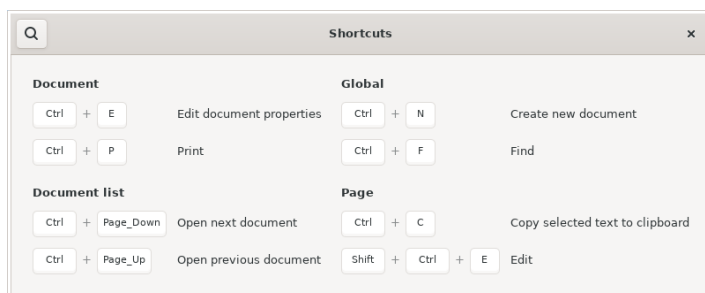 Shortcuts ×
Document
Ctrl + E Edit document properties
Ctrl + P Print
Document list
Ctrl + Page_Down Open next document
Ctrl + Page_Up Open previous document
Global
Ctrl + N Create new document
Ctrl + F Find
Page
Ctrl + C Copy selected text to clipboard
Shift + Ctrl + E Edit